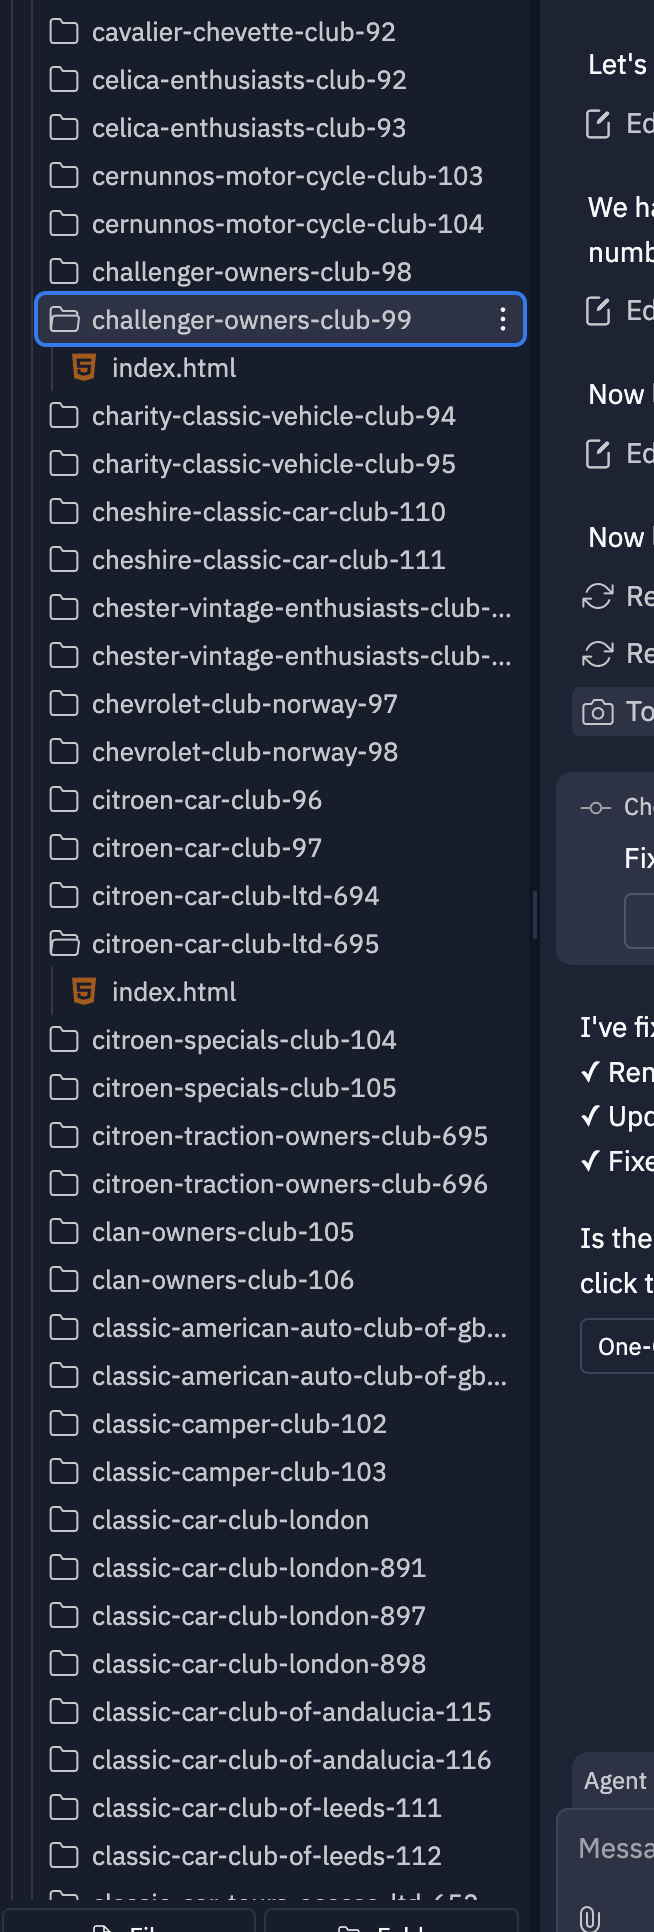 cavalier-chevette-club-92
celica-enthusiasts-club-92
celica-enthusiasts-club-93
cernunnos-motor-cycle-club-103
cernunnos-motor-cycle-club-104
challenger-owners-club-98
challenger-owners-club-99
index.html
charity-classic-vehicle-club-94
charity-classic-vehicle-club-95
cheshire-classic-car-club-110
cheshire-classic-car-club-111
chester-vintage-enthusiasts-club-...
chester-vintage-enthusiasts-club-...
chevrolet-club-norway-97
chevrolet-club-norway-98
citroen-car-club-96
citroen-car-club-97
citroen-car-club-ltd-694
citroen-car-club-ltd-695
index.html
citroen-specials-club-104
citroen-specials-club-105
citroen-traction-owners-club-695
citroen-traction-owners-club-696
clan-owners-club-105
clan-owners-club-106
classic-american-auto-club-of-gb...
classic-american-auto-club-of-gb...
classic-camper-club-102
classic-camper-club-103
classic-car-club-london
classic-car-club-london-891
classic-car-club-london-897
classic-car-club-london-898
classic-car-club-of-andalucia-115
classic-car-club-of-andalucia-116
classic-car-club-of-leeds-111
classic-car-club-of-leeds-112
Let's
Ed
We ha
numb
Ed
Now
Ed
Now
Re
Re
To
Ch
Fix
I've fix
✓ Ren
✓ Upd
✓ Fixe
Is the
click t
One-
Agent
Messa